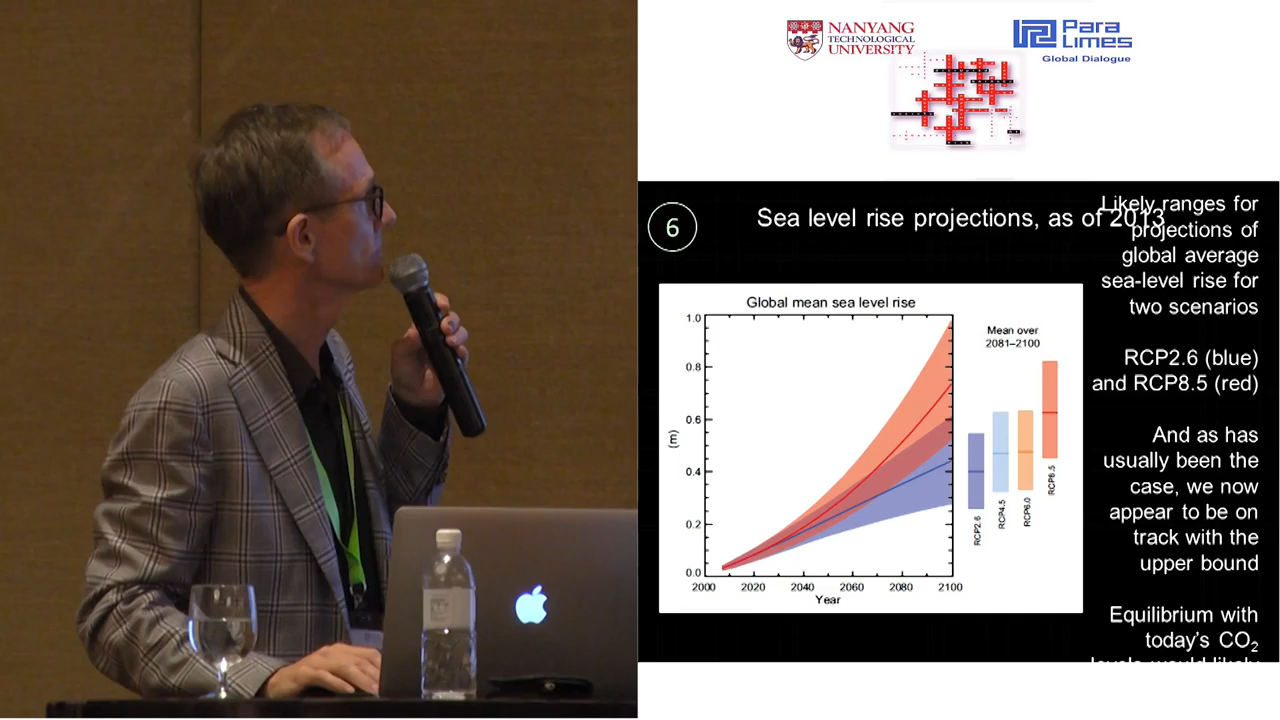 NANYANG
TECHNOLOGICAL
UNIVERSITY
Para
Limes
Global Dialogue
6
Sea level rise projections, as of 2013
Likely ranges for
projections of
global average
sea-level rise for
two scenarios
RCP2.6 (blue)
and RCP8.5 (red)
And as has
usually been the
case, we now
appear to be on
track with the
upper bound
Equilibrium with
today's CO₂
levels would likely
Global mean sea level rise
1.0
0.8
0.6
0.4
0.2
0.0
(m)
2000 2020 2040 2060 2080 2100
Year
Mean over
2081–2100
RCP2.6
RCP4.5
RCP6.0
RCP8.5